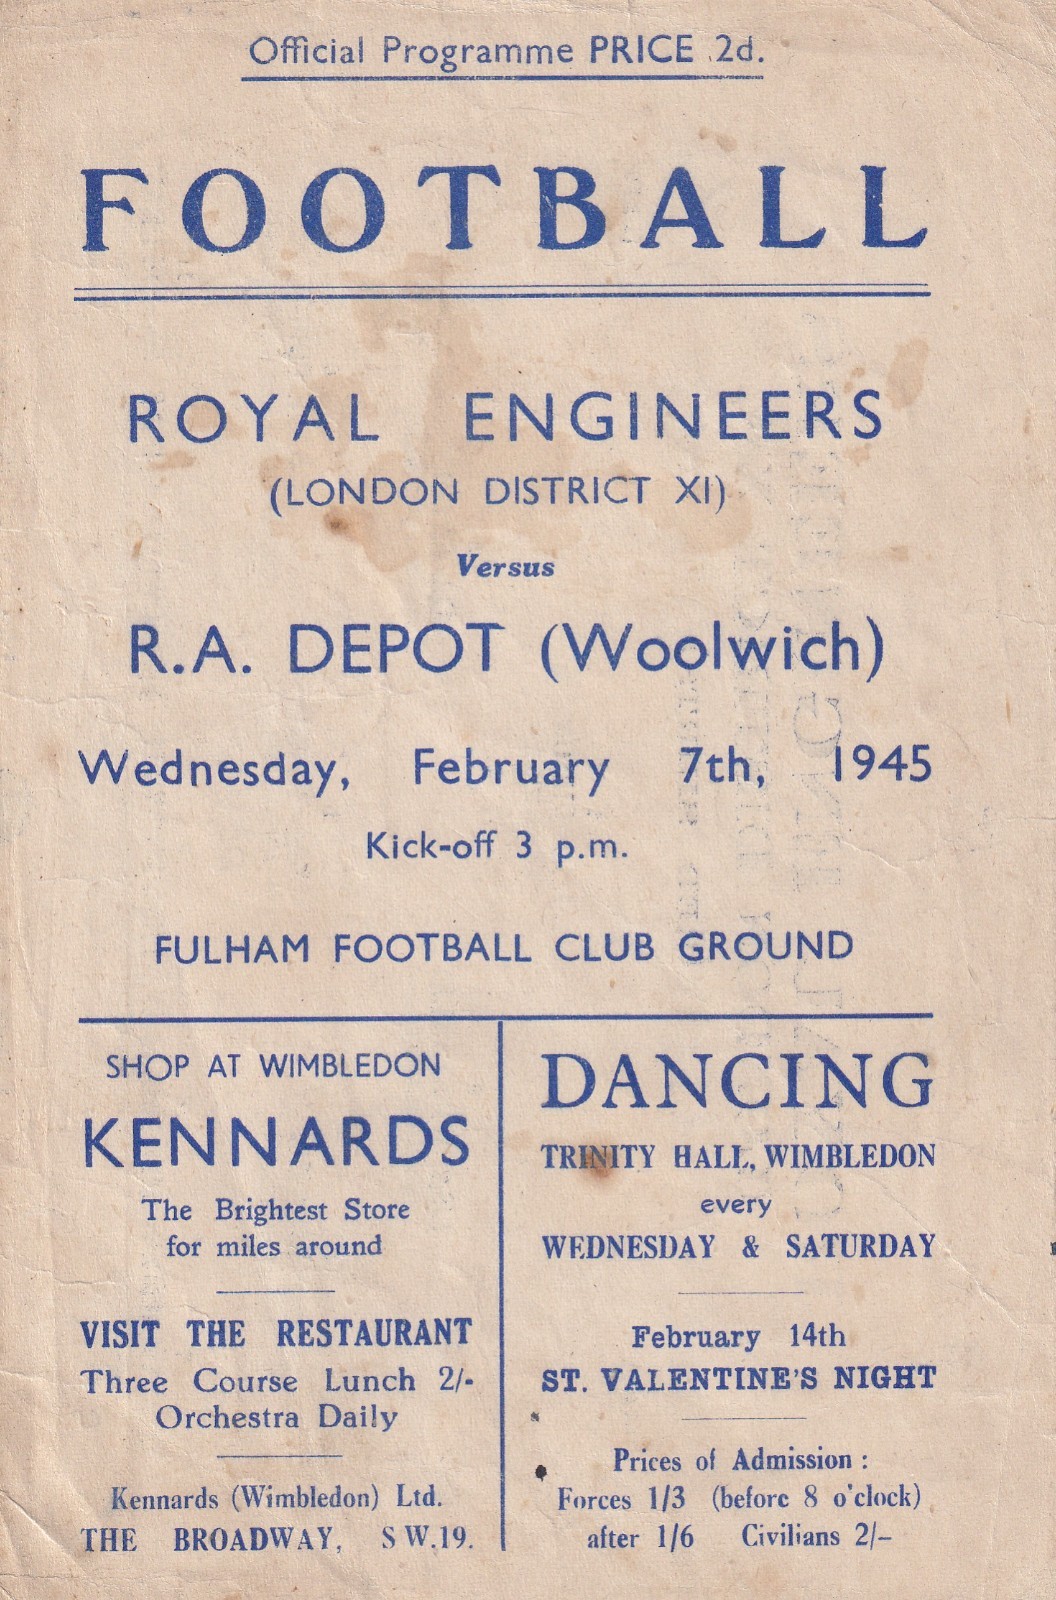 Official Programme PRICE 2d.
FOOTBALL
ROYAL ENGINEERS
(LONDON DISTRICT XI)
Versus
R.A. DEPOT (Woolwich)
Wednesday, February 7th, 1945
Kick-off 3 p.m.
FULHAM FOOTBALL CLUB GROUND
SHOP AT WIMBLEDON
KENNARDS
The Brightest Store
for miles around
VISIT THE RESTAURANT
Three Course Lunch 2/-
Orchestra Daily
Kennards (Wimbledon) Ltd.
THE BROADWAY, S W.19.
DANCING
TRINITY HALL, WIMBLEDON
every
WEDNESDAY & SATURDAY
February 14th
ST. VALENTINE'S NIGHT
Prices of Admission :
Forces 1/3 (before 8 o'clock)
after 1/6 Civilians 2/-